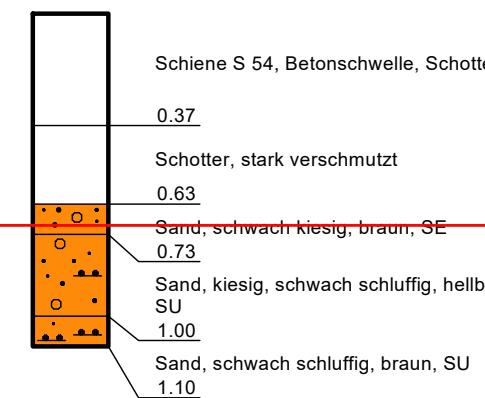 Schiene S 54, Betonschwelle, Schotte
0.37
Schotter, stark verschmutzt
0.63
Sand, schwach kiesig, braun, SE
0.73
Sand, kiesig, schwach schluffig, hellb
SU
1.00
Sand, schwach schluffig, braun, SU
1.10